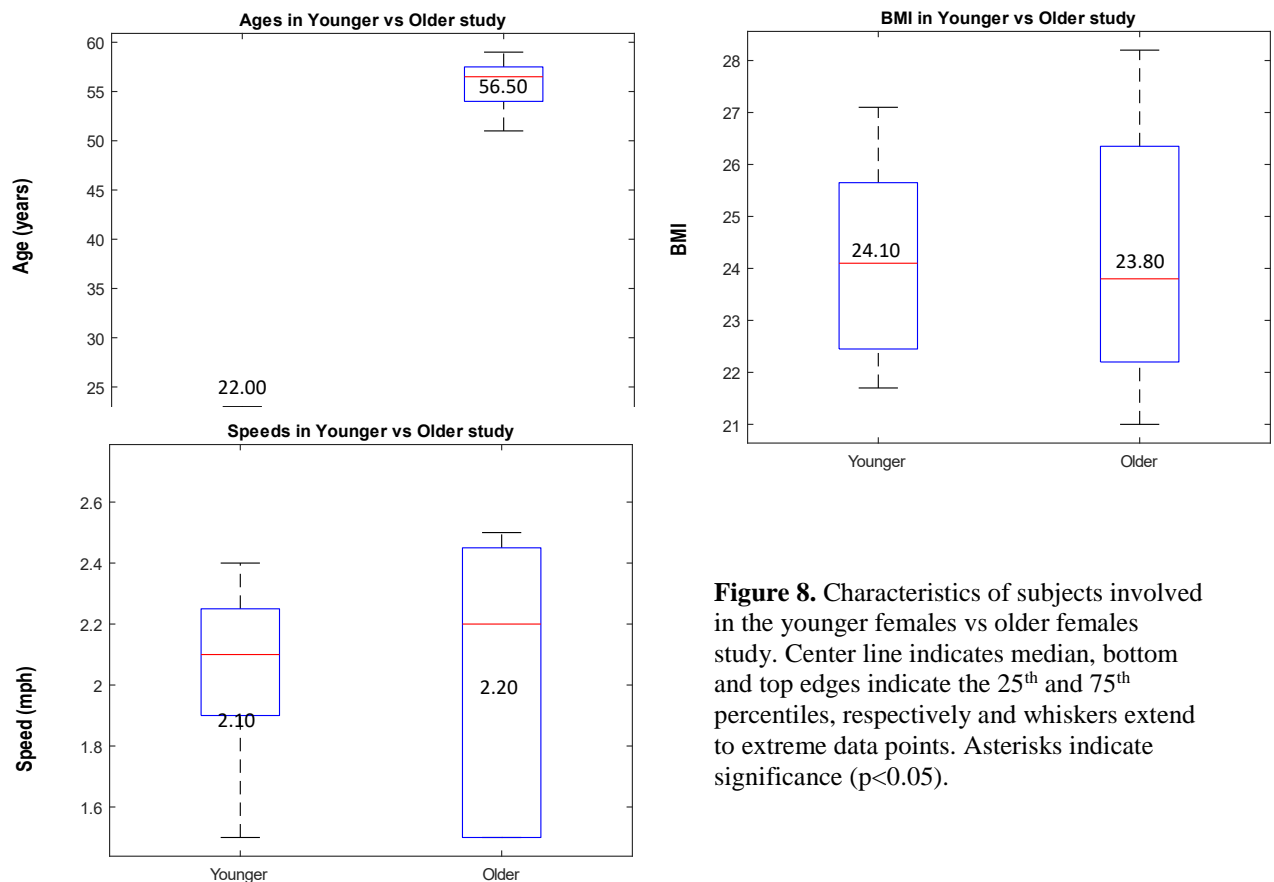 Ages in Younger vs Older study
60
55
50
45
40
35
30
25
Age (years)
56.50
22.00
BMI in Younger vs Older study
28
27
26
25
24
23
22
21
BMI
24.10
23.80
Younger Older
Speeds in Younger vs Older study
2.6
2.4
2.2
2
1.8
1.6
Speed (mph)
2.10
2.20
Younger Older
Figure 8. Characteristics of subjects involved
in the younger females vs older females
study. Center line indicates median, bottom
and top edges indicate the 25th and 75th
percentiles, respectively and whiskers extend
to extreme data points. Asterisks indicate
significance (p<0.05).